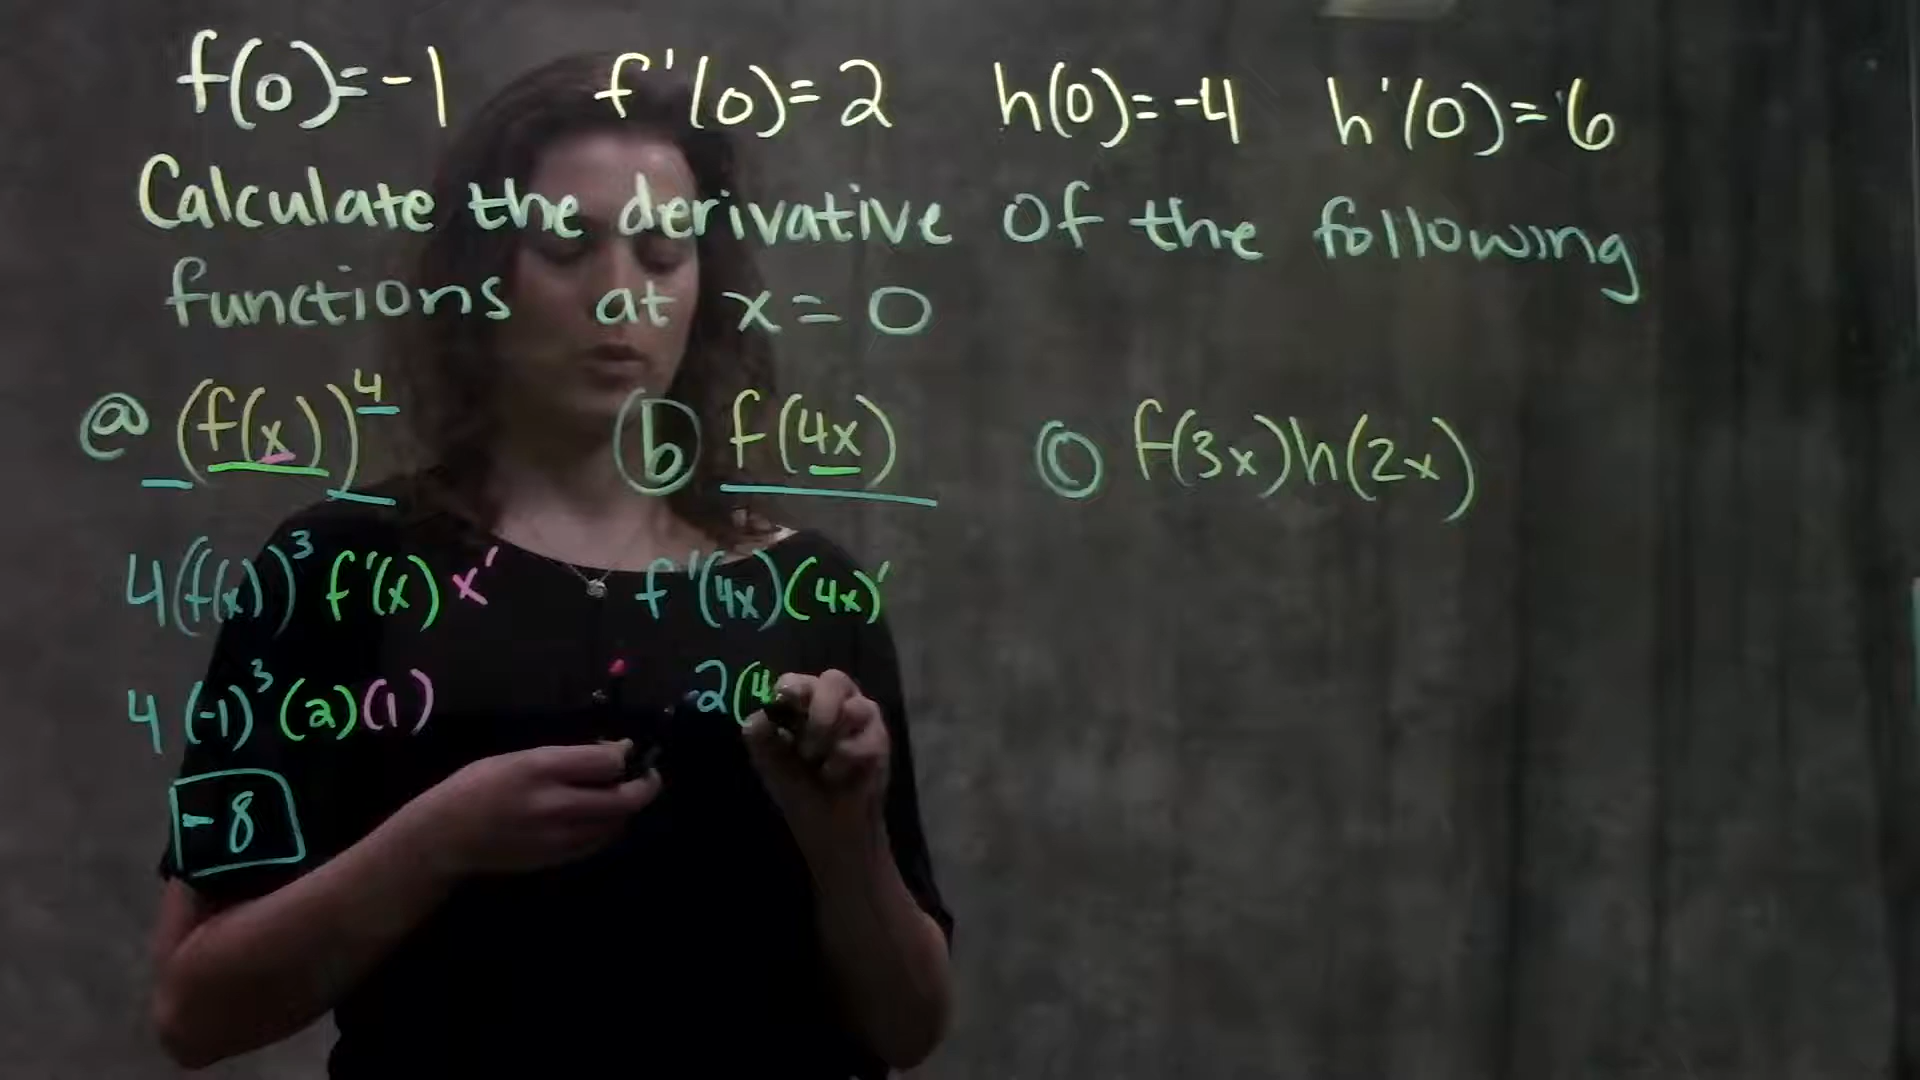 f(0)=-1 f'(0)=2 h(0)=-4 h'(0)=6
Calculate the derivative of the following
functions at x=0
ⓐ (f(x))⁴ ⓑ f(4x) ⓒ f(3x)h(2x)
4(f(x))³ f'(x) x' f'(4x)(4x)'
4(-1)³(2)(1) 2(4
-8